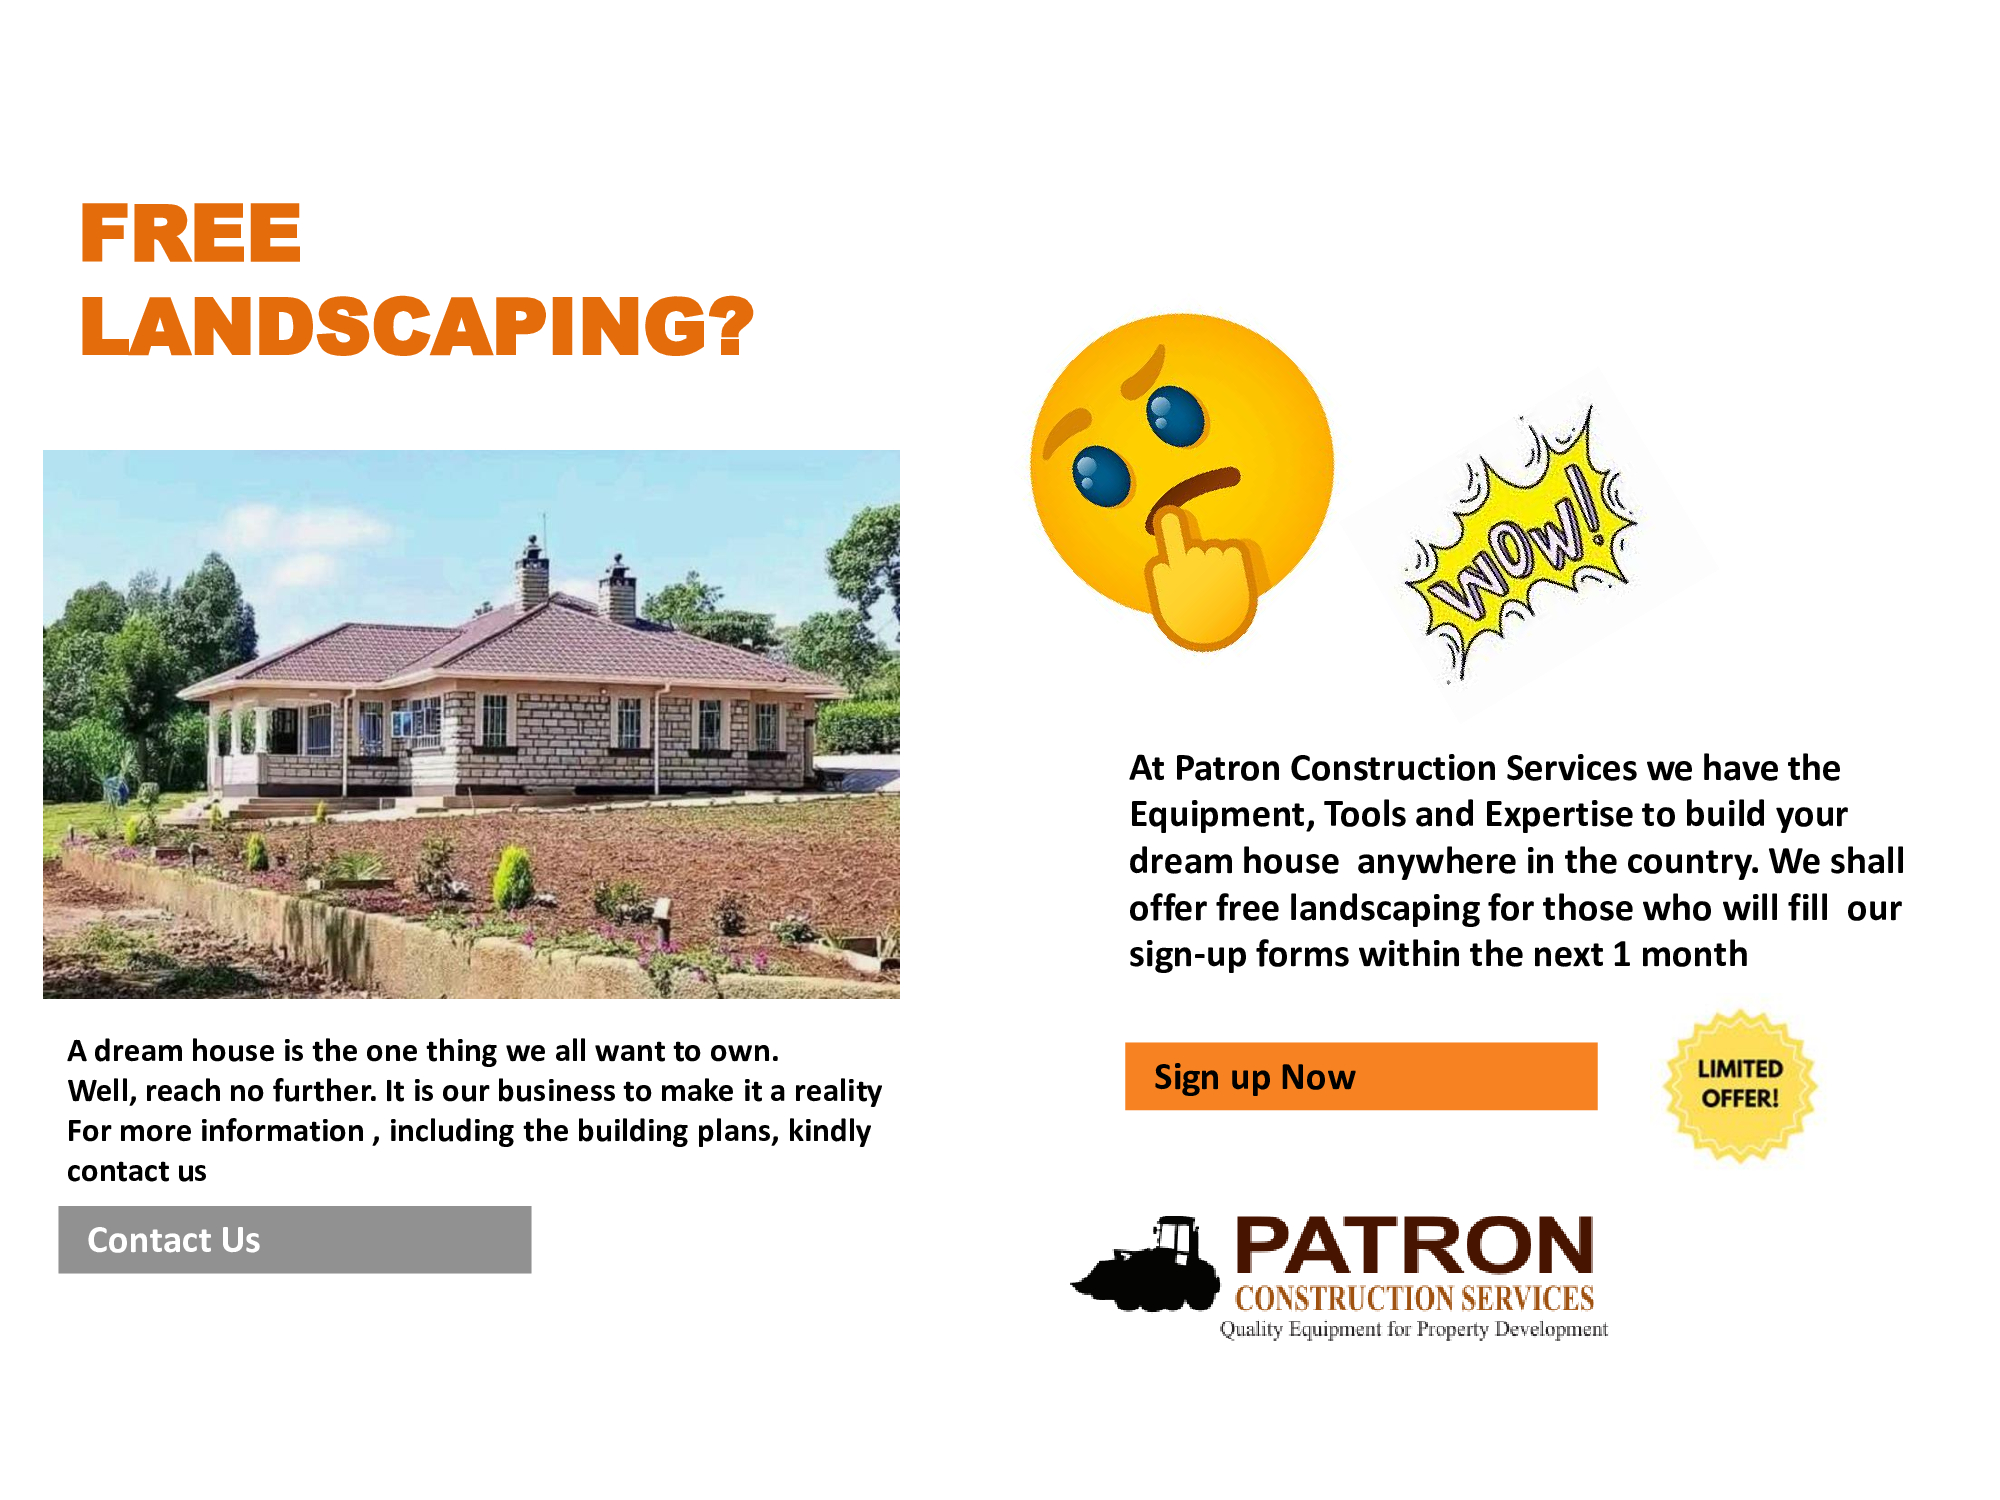 FREE
LANDSCAPING?
WOW!
A dream house is the one thing we all want to own.
Well, reach no further. It is our business to make it a reality
For more information , including the building plans, kindly
contact us
Contact Us
At Patron Construction Services we have the
Equipment, Tools and Expertise to build your
dream house  anywhere in the country. We shall
offer free landscaping for those who will fill  our
sign-up forms within the next 1 month
Sign up Now
LIMITED
OFFER!
PATRON
CONSTRUCTION SERVICES
Quality Equipment for Property Development